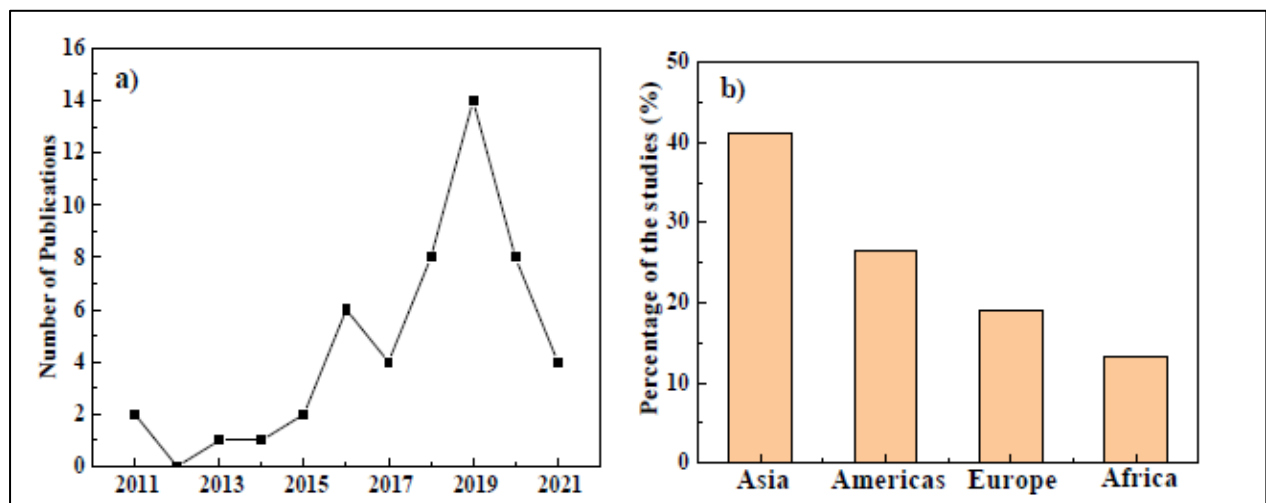 a)
Number of Publications
16
14
12
10
8
6
4
2
0
2011 2013 2015 2017 2019 2021
b)
Percentage of the studies (%)
50
40
30
20
10
0
Asia Americas Europe Africa